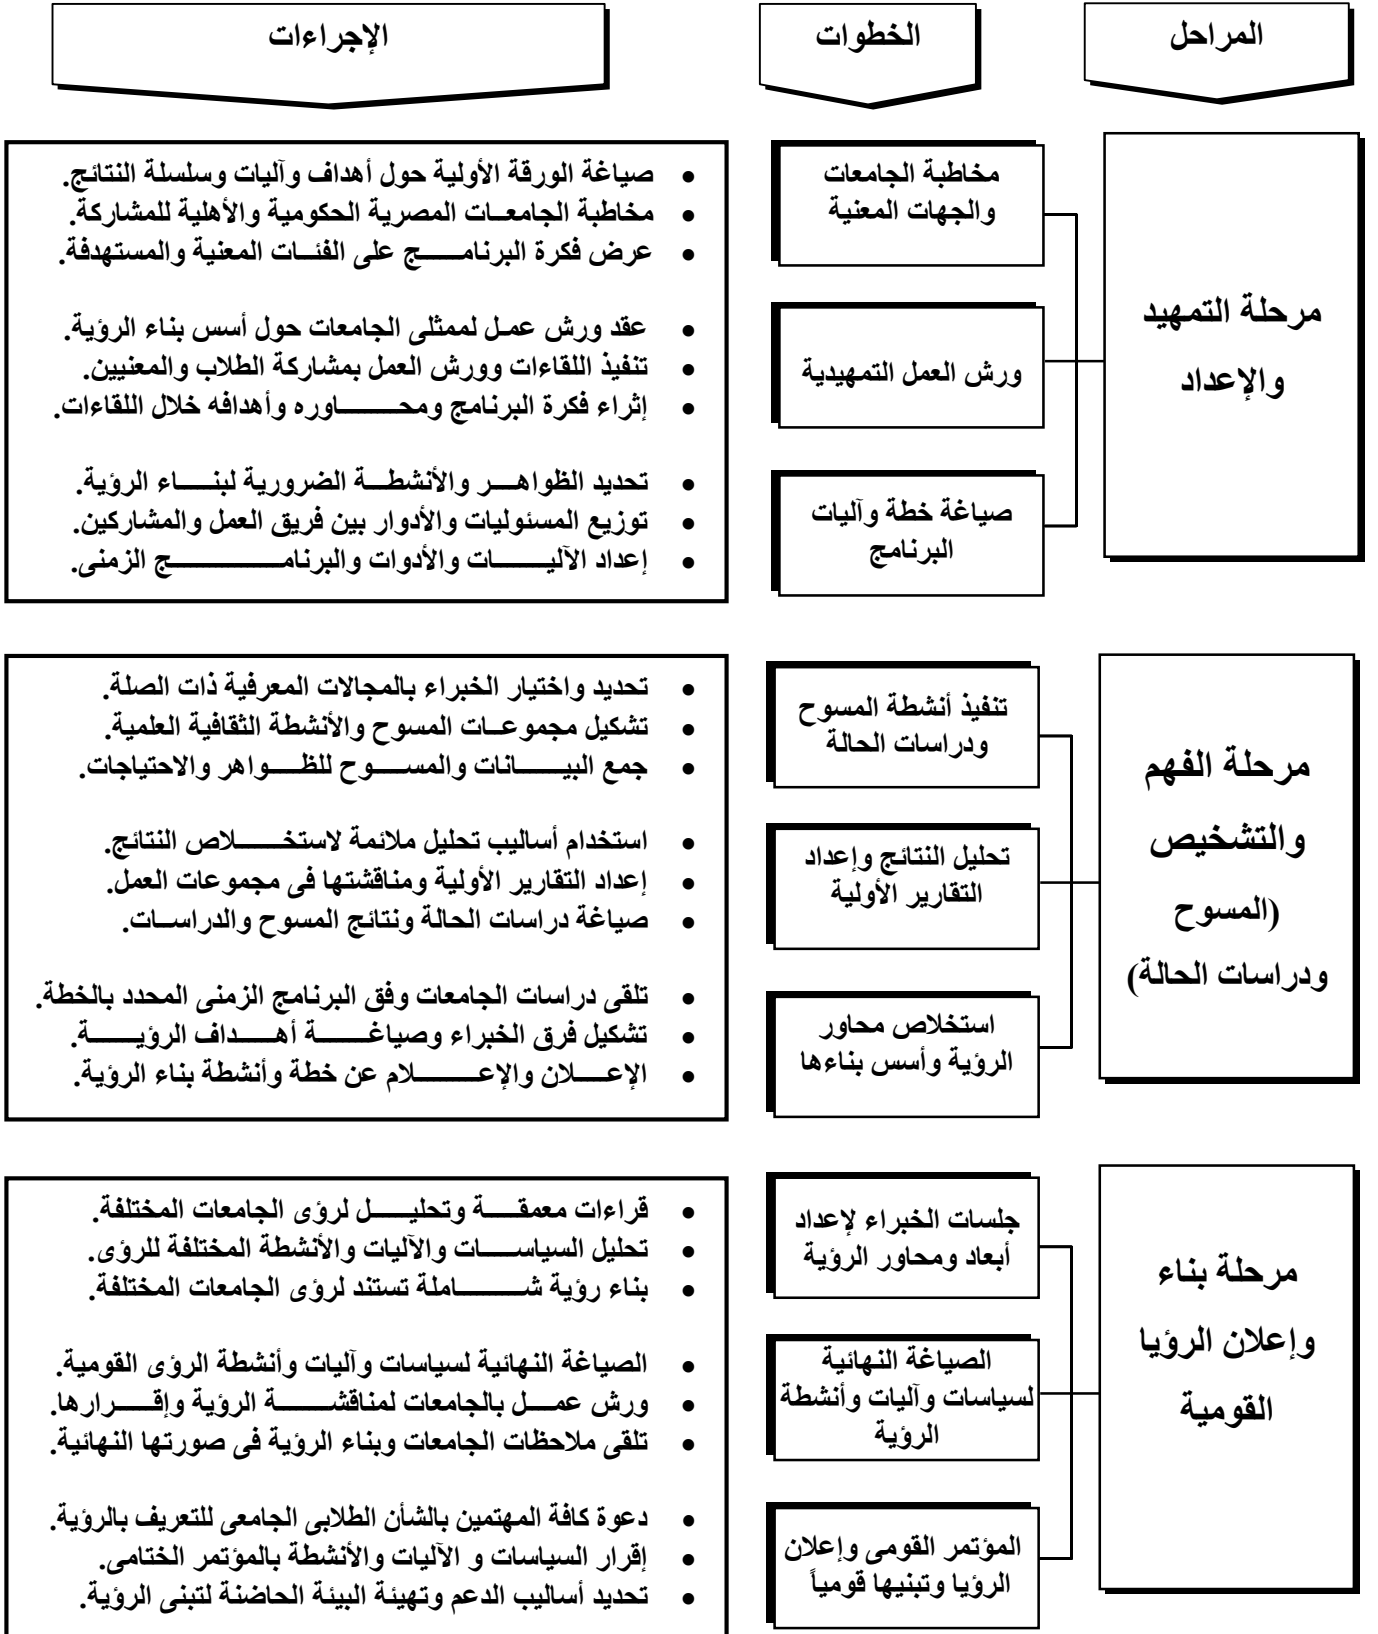 المراحل
الخطوات
الإجراءات
مرحلة التمهيد
والإعداد
مخاطبة الجامعات
والجهات المعنية
• صياغة الورقة الأولية حول أهداف وآليات وسلسلة النتائج.
• مخاطبة الجامعات المصرية الحكومية والأهلية للمشاركة.
• عرض فكرة البرنامج على الفئات المعنية والمستهدفة.
ورش العمل التمهيدية
• عقد ورش عمل لممثلى الجامعات حول أسس بناء الرؤية.
• تنفيذ اللقاءات وورش العمل بمشاركة الطلاب والمعنيين.
• إثراء فكرة البرنامج ومحاوره وأهدافه خلال اللقاءات.
صياغة خطة وآليات
البرنامج
• تحديد الظواهر والأنشطة الضرورية لبناء الرؤية.
• توزيع المسئوليات والأدوار بين فريق العمل والمشاركين.
• إعداد الآليات والأدوات والبرنامج الزمنى.
مرحلة الفهم
والتشخيص
(المسوح
ودراسات الحالة)
تنفيذ أنشطة المسوح
ودراسات الحالة
• تحديد واختيار الخبراء بالمجالات المعرفية ذات الصلة.
• تشكيل مجموعات المسوح والأنشطة الثقافية العلمية.
• جمع البيانات والمسوح للظواهر والاحتياجات.
تحليل النتائج وإعداد
التقارير الأولية
• استخدام أساليب تحليل ملائمة لاستخلاص النتائج.
• إعداد التقارير الأولية ومناقشتها فى مجموعات العمل.
• صياغة دراسات الحالة ونتائج المسوح والدراسات.
استخلاص محاور
الرؤية وأسس بناءها
• تلقى دراسات الجامعات وفق البرنامج الزمنى المحدد بالخطة.
• تشكيل فرق الخبراء وصياغة أهداف الرؤية.
• الإعلان والإعلام عن خطة وأنشطة بناء الرؤية.
مرحلة بناء
وإعلان الرؤيا
القومية
جلسات الخبراء لإعداد
أبعاد ومحاور الرؤية
• قراءات معمقة وتحليل لرؤى الجامعات المختلفة.
• تحليل السياسات والآليات والأنشطة المختلفة للرؤى.
• بناء رؤية شاملة تستند لرؤى الجامعات المختلفة.
الصياغة النهائية
لسياسات وآليات وأنشطة
الرؤية
• الصياغة النهائية لسياسات وآليات وأنشطة الرؤى القومية.
• ورش عمل بالجامعات لمناقشة الرؤية وإقرارها.
• تلقى ملاحظات الجامعات وبناء الرؤية فى صورتها النهائية.
المؤتمر القومى وإعلان
الرؤيا وتبنيها قومياً
• دعوة كافة المهتمين بالشأن الطلابى الجامعى للتعريف بالرؤية.
• إقرار السياسات و الآليات والأنشطة بالمؤتمر الختامى.
• تحديد أساليب الدعم وتهيئة البيئة الحاضنة لتبنى الرؤية.